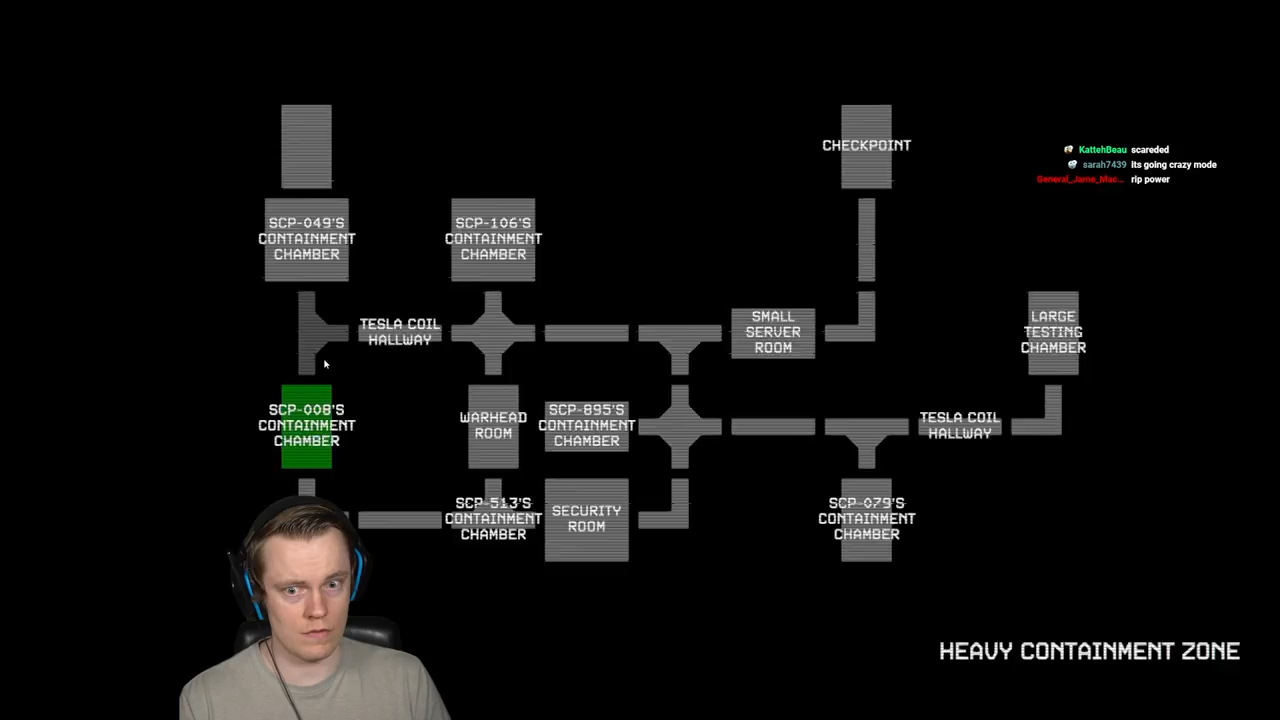 CHECKPOINT
KattehBeau scareded
sarah7439 Its going crazy mode
General_Jame_Mac... rip power
SCP-049'S
CONTAINMENT
CHAMBER
SCP-106'S
CONTAINMENT
CHAMBER
TESLA COIL
HALLWAY
SMALL
SERVER
ROOM
LARGE
TESTING
CHAMBER
SCP-008'S
CONTAINMENT
CHAMBER
WARHEAD
ROOM
SCP-895'S
CONTAINMENT
CHAMBER
TESLA COIL
HALLWAY
SCP-513'S
CONTAINMENT
CHAMBER
SECURITY
ROOM
SCP-079'S
CONTAINMENT
CHAMBER
HEAVY CONTAINMENT ZONE